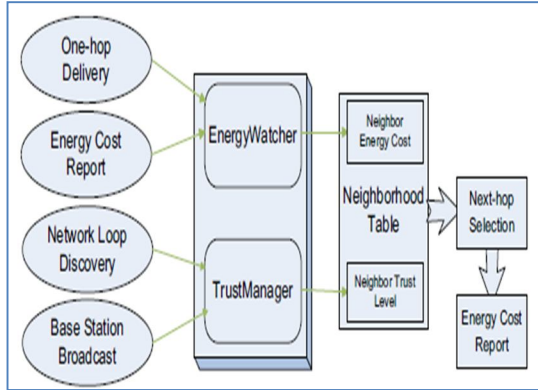 One-hop
Delivery
Energy Cost
Report
Network Loop
Discovery
Base Station
Broadcast
EnergyWatcher
TrustManager
Neighbor
Energy Cost
Neighborhood
Table
Neighbor Trust
Level
Next-hop
Selection
Energy Cost
Report